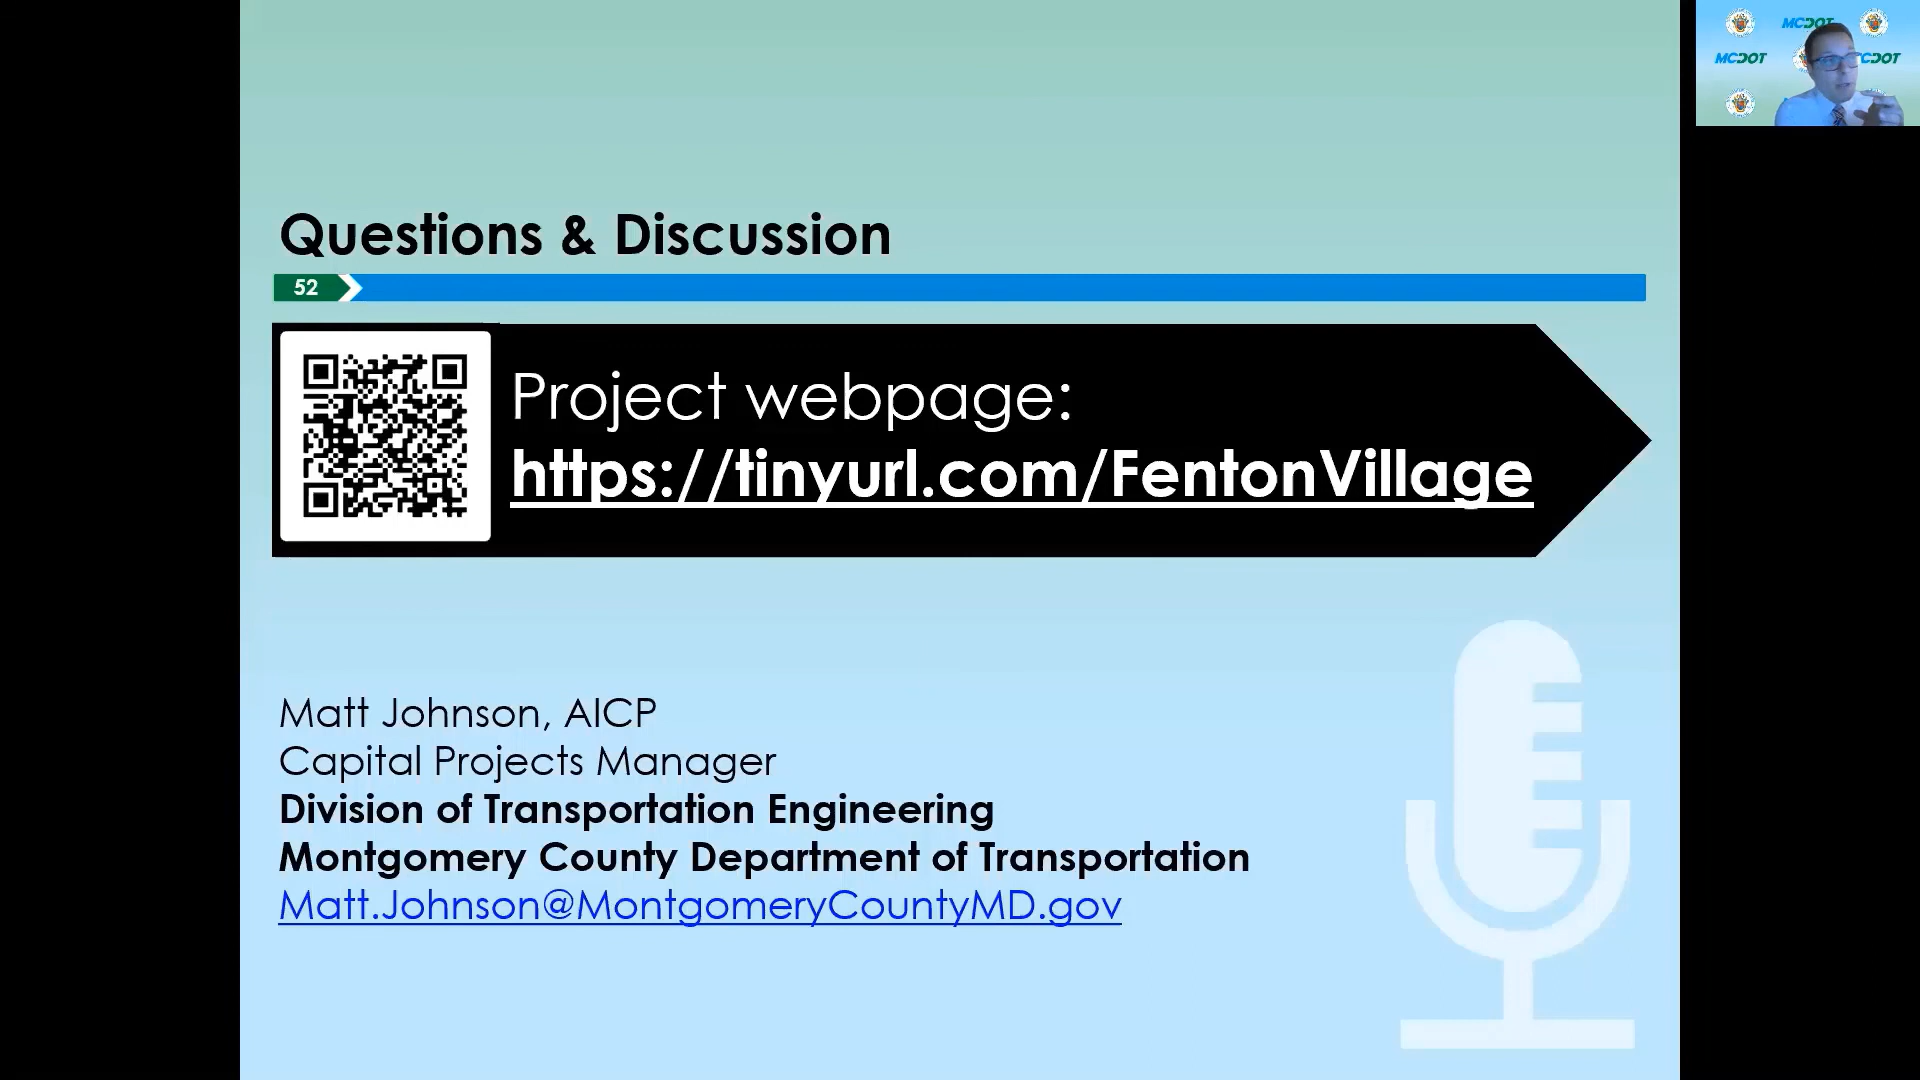 Questions & Discussion
52
Project webpage:
https://tinyurl.com/FentonVillage
Matt Johnson, AICP
Capital Projects Manager
Division of Transportation Engineering
Montgomery County Department of Transportation
Matt.Johnson@MontgomeryCountyMD.gov
MCDOT
MCDOT
CDOT